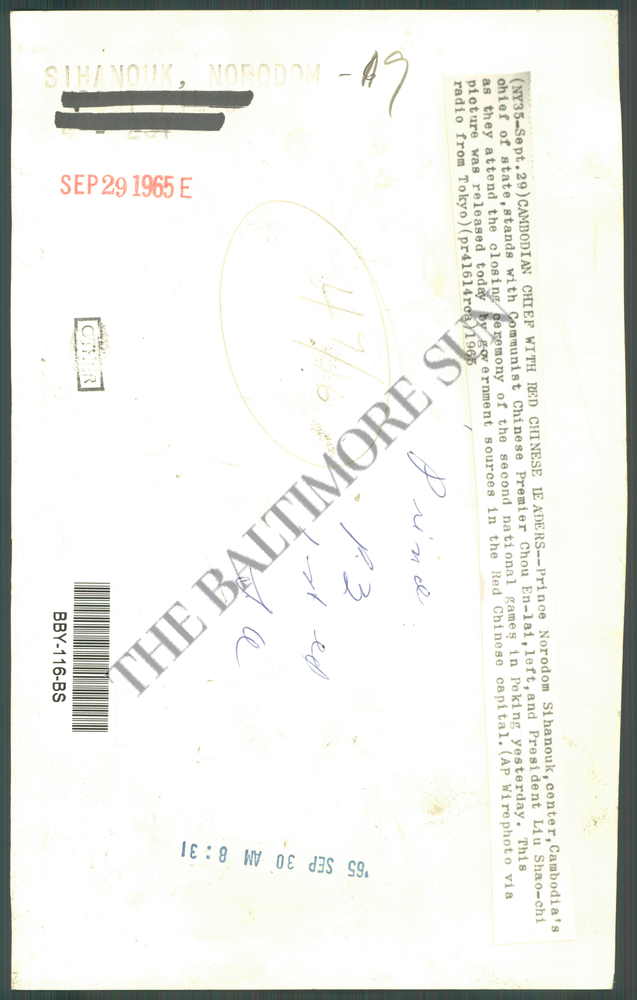 SIHANOUK, NORODOM - A9
SEP 29 1965 E
(NY35-Sept.29)CAMBODIAN CHIEF WITH RED CHINESE LEADERS--Prince Norodom Sihanouk,center,Cambodia's
chief of state,stands with Communist Chinese Premier Chou En-lai,left,and President Liu Shao-chi
as they attend the closing ceremony of the second national games in Peking yesterday. This
picture was released today by government sources in the Red Chinese capital.(AP Wirephoto via
radio from Tokyo)(pr41614rca)1965
THE BALTIMORE SUN
Prince
1st ed
BBY-116-BS
'65 SEP 30 AM 8:31